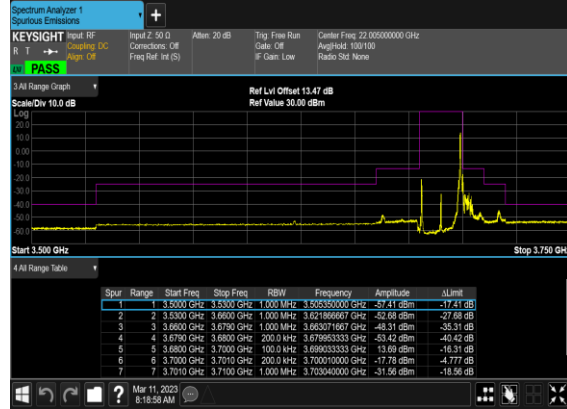 Spectrum Analyzer 1
Spurious Emissions
KEYSIGHT Input: RF Input Z: 50 Ω Atten: 20 dB Trig: Free Run Center Freq: 22.005000000 GHz
R T Coupling: DC Corrections: Off Gate: Off Avg|Hold: 100/100
Align: Off Freq Ref: Int (S) IF Gain: Low Radio Std: None
PASS
3 All Range Graph
Ref Lvl Offset 13.47 dB
Scale/Div 10.0 dB Ref Value 30.00 dBm
Log
20.0
10.0
0.00
-10.0
-20.0
-30.0
-40.0
-50.0
-60.0
Start 3.500 GHz Stop 3.750 GHz
4 All Range Table
Spur Range Start Freq Stop Freq RBW Frequency Amplitude ΔLimit
1 1 3.5000 GHz 3.5300 GHz 1.000 MHz 3.505350000 GHz -57.41 dBm -17.41 dB
2 2 3.5300 GHz 3.6600 GHz 1.000 MHz 3.621866667 GHz -52.68 dBm -27.68 dB
3 3 3.6600 GHz 3.6790 GHz 1.000 MHz 3.663071667 GHz -48.31 dBm -35.31 dB
4 4 3.6790 GHz 3.6800 GHz 200.0 kHz 3.679953333 GHz -53.42 dBm -40.42 dB
5 5 3.6800 GHz 3.7000 GHz 100.0 kHz 3.699033333 GHz 13.69 dBm -16.31 dB
6 6 3.7000 GHz 3.7010 GHz 200.0 kHz 3.700010000 GHz -17.78 dBm -4.777 dB
7 7 3.7010 GHz 3.7100 GHz 1.000 MHz 3.703040000 GHz -31.56 dBm -18.56 dB
Mar 11, 2023
8:18:58 AM